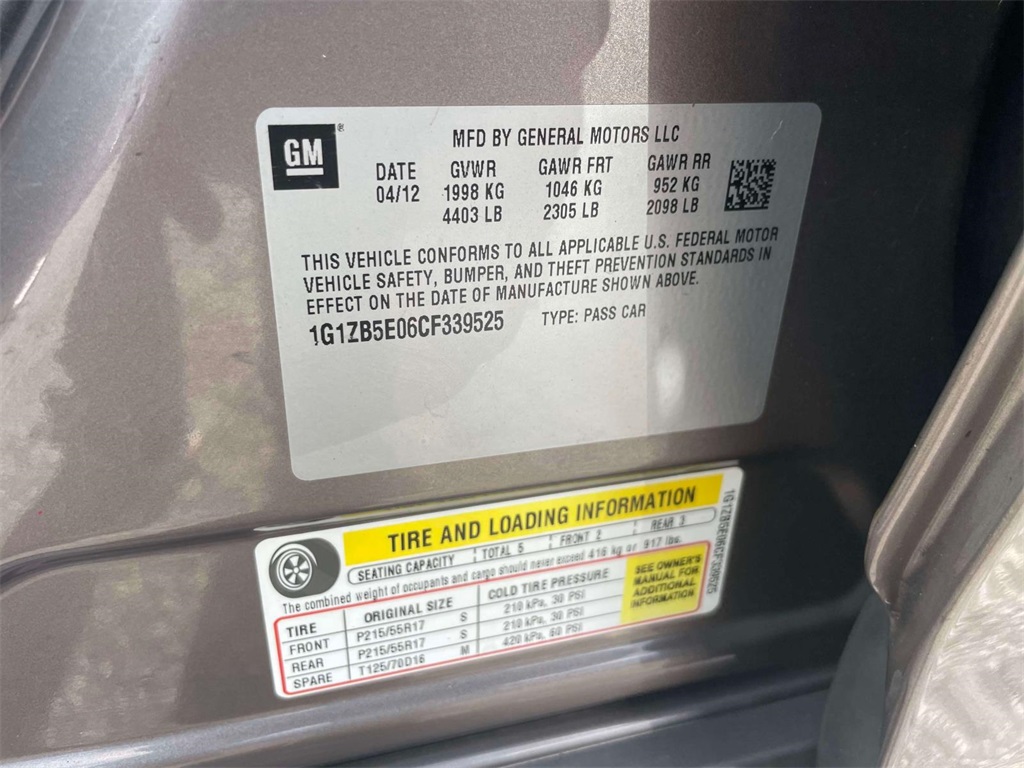 GM ®
MFD BY GENERAL MOTORS LLC
DATE GVWR GAWR FRT GAWR RR
04/12 1998 KG 1046 KG 952 KG
4403 LB 2305 LB 2098 LB
THIS VEHICLE CONFORMS TO ALL APPLICABLE U.S. FEDERAL MOTOR
VEHICLE SAFETY, BUMPER, AND THEFT PREVENTION STANDARDS IN
EFFECT ON THE DATE OF MANUFACTURE SHOWN ABOVE.
1G1ZB5E06CF339525 TYPE: PASS CAR
TIRE AND LOADING INFORMATION
SEATING CAPACITY TOTAL 5 FRONT 2 REAR 3
The combined weight of occupants and cargo should never exceed 416 kg or 917 lbs.
TIRE ORIGINAL SIZE COLD TIRE PRESSURE
FRONT P215/55R17 S 210 kPa, 30 PSI
REAR P215/55R17 S 210 kPa, 30 PSI
SPARE T125/70D16 M 420 kPa, 60 PSI
SEE OWNER'S
MANUAL FOR
ADDITIONAL
INFORMATION
1G1ZB5E06CF339525